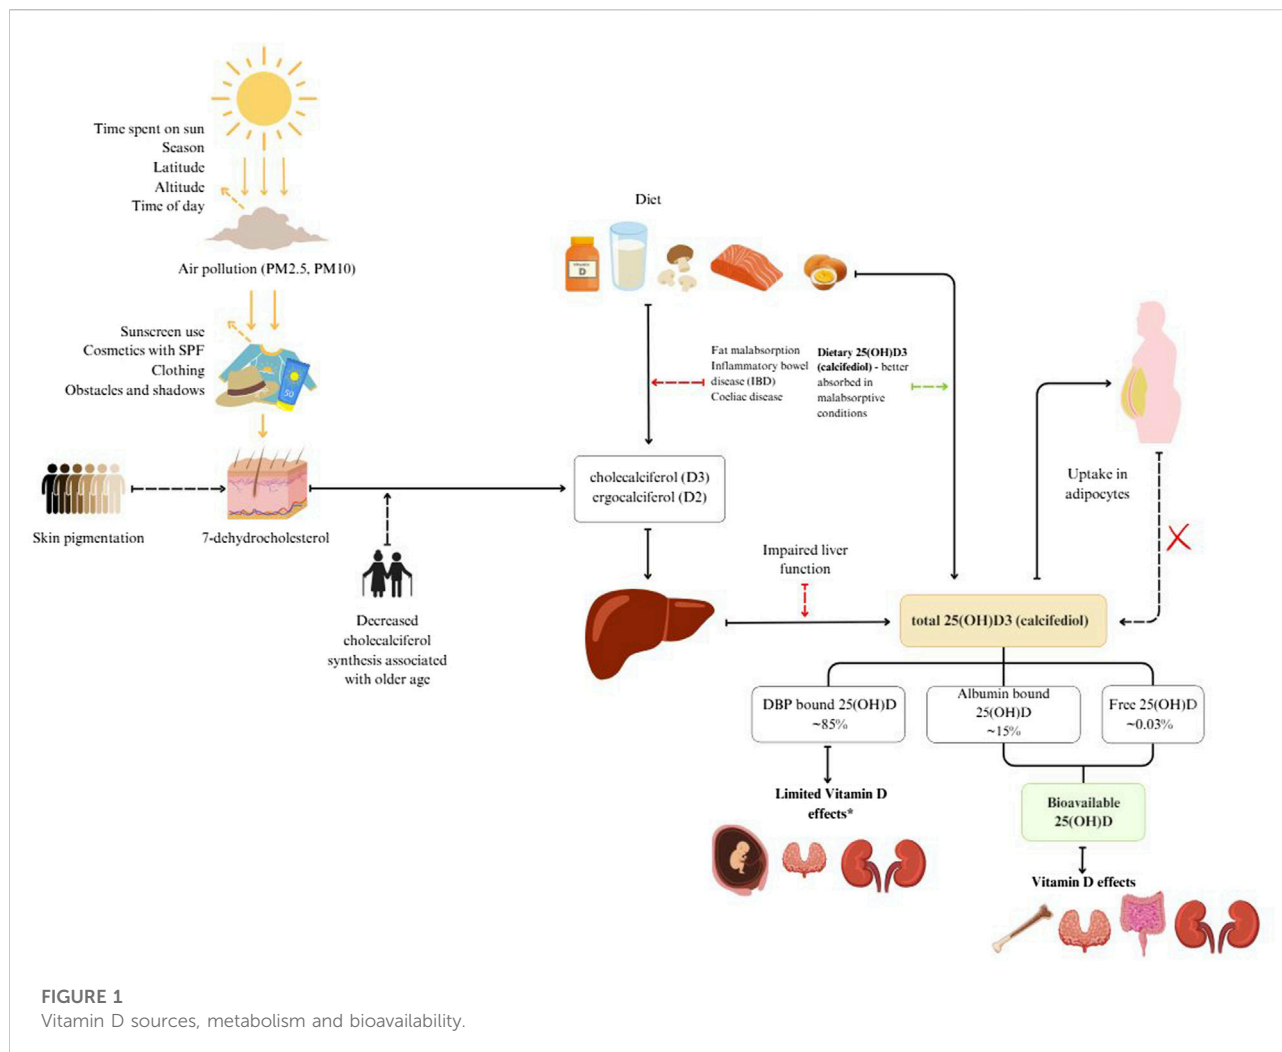 Time spent on sun
Season
Latitude
Altitude
Time of day
Air pollution (PM2.5, PM10)
Sunscreen use
Cosmetics with SPF
Clothing
Obstacles and shadows
50
Skin pigmentation
7-dehydrocholesterol
Decreased
cholecalciferol
synthesis associated
with older age
Diet
VITAMIN
D
Fat malabsorption
Inflammatory bowel
disease (IBD)
Coeliac disease
Dietary 25(OH)D3
(calcifediol) - better
absorbed in
malabsorptive
conditions
cholecalciferol (D3)
ergocalciferol (D2)
Uptake in
adipocytes
Impaired liver
function
total 25(OH)D3 (calcifediol)
DBP bound 25(OH)D
~85%
Albumin bound
25(OH)D
~15%
Free 25(OH)D
~0.03%
Limited Vitamin D
effects*
Bioavailable
25(OH)D
Vitamin D effects
FIGURE 1
Vitamin D sources, metabolism and bioavailability.